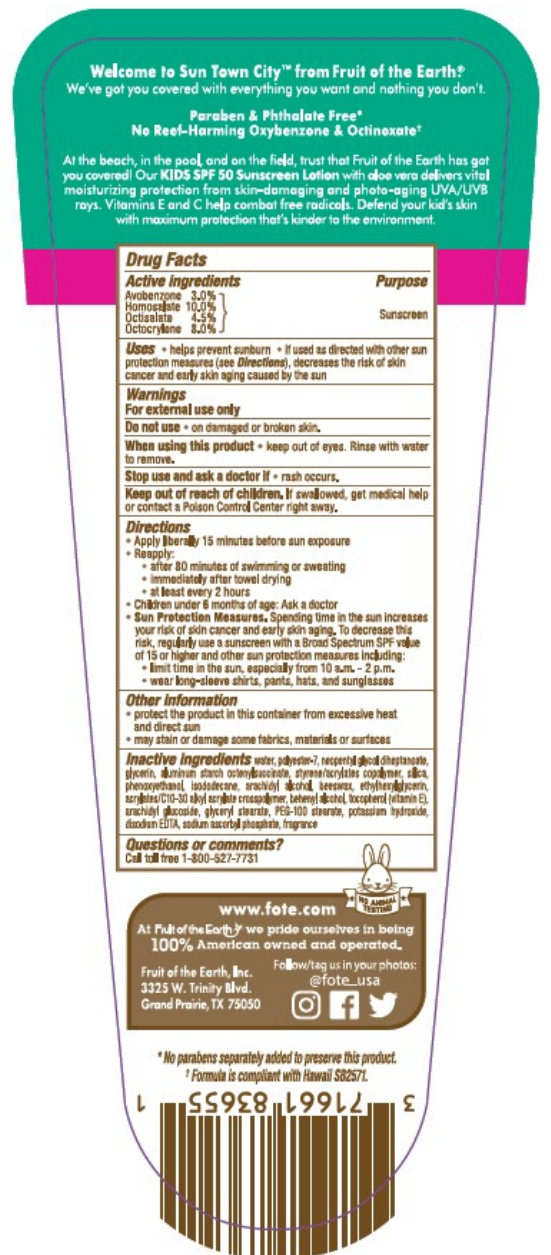 Welcome to Sun Town City™ from Fruit of the Earth®
We've got you covered with everything you want and nothing you don't.
Paraben & Phthalate Free*
No Reef-Harming Oxybenzone & Octinoxate†
At the beach, in the pool, and on the field, trust that Fruit of the Earth has got
you covered! Our KIDS SPF 50 Sunscreen Lotion with aloe vera delivers vital
moisturizing protection from skin-damaging and photo-aging UVA/UVB
rays. Vitamins E and C help combat free radicals. Defend your kid's skin
with maximum protection that's kinder to the environment.
Drug Facts
Active ingredients Purpose
Avobenzone 3.0%
Homosalate 10.0%
Octisalate 4.5%
Octocrylene 8.0%
Sunscreen
Uses • helps prevent sunburn • if used as directed with other sun
protection measures (see Directions), decreases the risk of skin
cancer and early skin aging caused by the sun
Warnings
For external use only
Do not use • on damaged or broken skin.
When using this product • keep out of eyes. Rinse with water
to remove.
Stop use and ask a doctor if • rash occurs.
Keep out of reach of children. If swallowed, get medical help
or contact a Poison Control Center right away.
Directions
• Apply liberally 15 minutes before sun exposure
• Reapply:
• after 80 minutes of swimming or sweating
• immediately after towel drying
• at least every 2 hours
• Children under 6 months of age: Ask a doctor
• Sun Protection Measures. Spending time in the sun increases
your risk of skin cancer and early skin aging. To decrease this
risk, regularly use a sunscreen with a Broad Spectrum SPF value
of 15 or higher and other sun protection measures including:
• limit time in the sun, especially from 10 a.m. - 2 p.m.
• wear long-sleeve shirts, pants, hats, and sunglasses
Other information
• protect the product in this container from excessive heat
and direct sun
• may stain or damage some fabrics, materials or surfaces
Inactive ingredients water, polyester-7, neopentyl glycol diheptanoate,
glycerin, aluminum starch octenylsuccinate, styrene/acrylates copolymer, silica,
phenoxyethanol, isododecane, arachidyl alcohol, beeswax, ethylhexylglycerin,
acrylates/C10-30 alkyl acrylate crosspolymer, behenyl alcohol, tocopherol (vitamin E),
arachidyl glucoside, glyceryl stearate, PEG-100 stearate, potassium hydroxide,
disodium EDTA, sodium ascorbyl phosphate, fragrance
Questions or comments?
Call toll free 1-800-527-7731
NO ANIMAL
TESTING
www.fote.com
At Fruit of the Earth, we pride ourselves in being
100% American owned and operated.
Fruit of the Earth, Inc.
3325 W. Trinity Blvd.
Grand Prairie, TX 75050
Follow/tag us in your photos:
@fote_usa
*No parabens separately added to preserve this product.
† Formula is compliant with Hawaii SB2571.
3 71661 83655 1